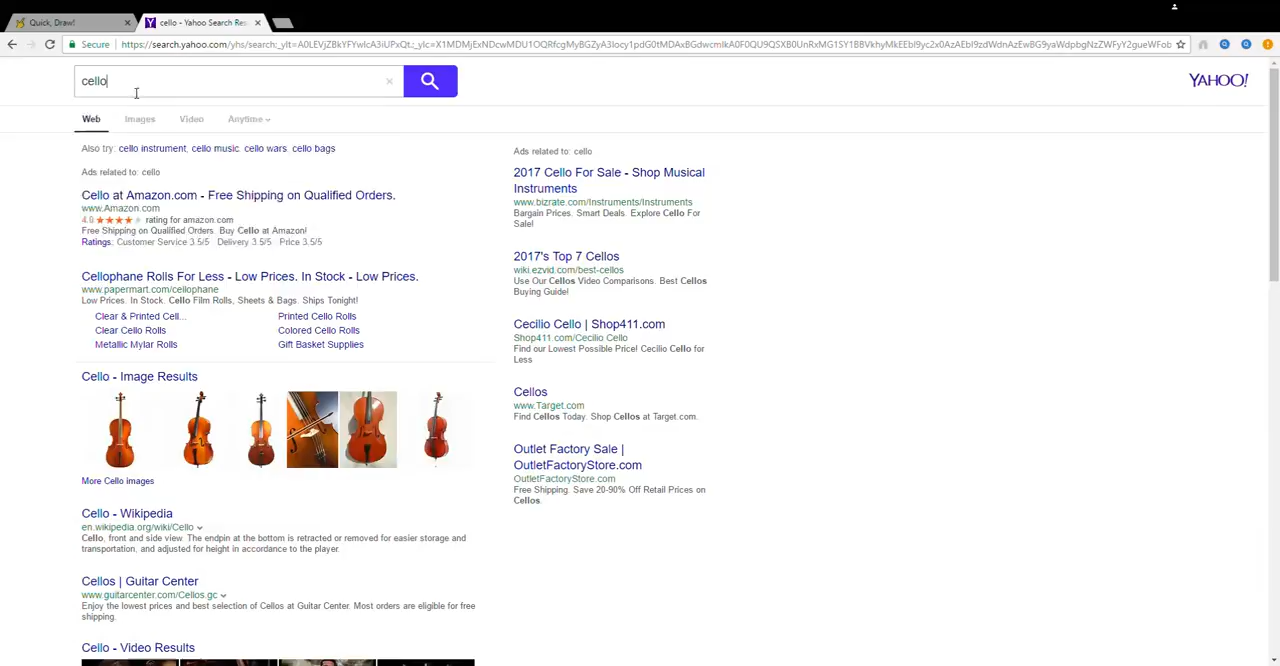 Quick, Draw!
cello - Yahoo Search Res
Secure
cello
YAHOO!
Web
Images
Video
Anytime
Also try: cello instrument, cello music, cello wars, cello bags
Ads related to: cello
Cello at Amazon.com - Free Shipping on Qualified Orders.
www.Amazon.com
4.0 rating for amazon.com
Free Shipping on Qualified Orders. Buy Cello at Amazon!
Ratings: Customer Service 3.5/5 Delivery 3.5/5 Price 3.5/5
Cellophane Rolls For Less - Low Prices. In Stock - Low Prices.
www.papermart.com/cellophane
Low Prices. In Stock. Cello Film Rolls, Sheets & Bags. Ships Tonight!
Clear & Printed Cell...
Printed Cello Rolls
Clear Cello Rolls
Colored Cello Rolls
Metallic Mylar Rolls
Gift Basket Supplies
Cello - Image Results
More Cello images
Cello - Wikipedia
en.wikipedia.org/wiki/Cello
Cello, front and side view. The endpin at the bottom is retracted or removed for easier storage and
transportation, and adjusted for height in accordance to the player.
Cellos | Guitar Center
www.guitarcenter.com/Cellos.gc
Enjoy the lowest prices and best selection of Cellos at Guitar Center. Most orders are eligible for free
shipping.
Cello - Video Results
Ads related to: cello
2017 Cello For Sale - Shop Musical
Instruments
www.bizrate.com/Instruments/Instruments
Bargain Prices. Smart Deals. Explore Cello For
Sale!
2017's Top 7 Cellos
wiki.ezvid.com/best-cellos
Use Our Cellos Video Comparisons. Best Cellos
Buying Guide!
Cecilio Cello | Shop411.com
Shop411.com/Cecilio Cello
Find our Lowest Possible Price! Cecilio Cello for
Less
Cellos
www.Target.com
Find Cellos Today. Shop Cellos at Target.com.
Outlet Factory Sale |
OutletFactoryStore.com
OutletFactoryStore.com
Free Shipping. Save 20-90% Off Retail Prices on
Cellos.